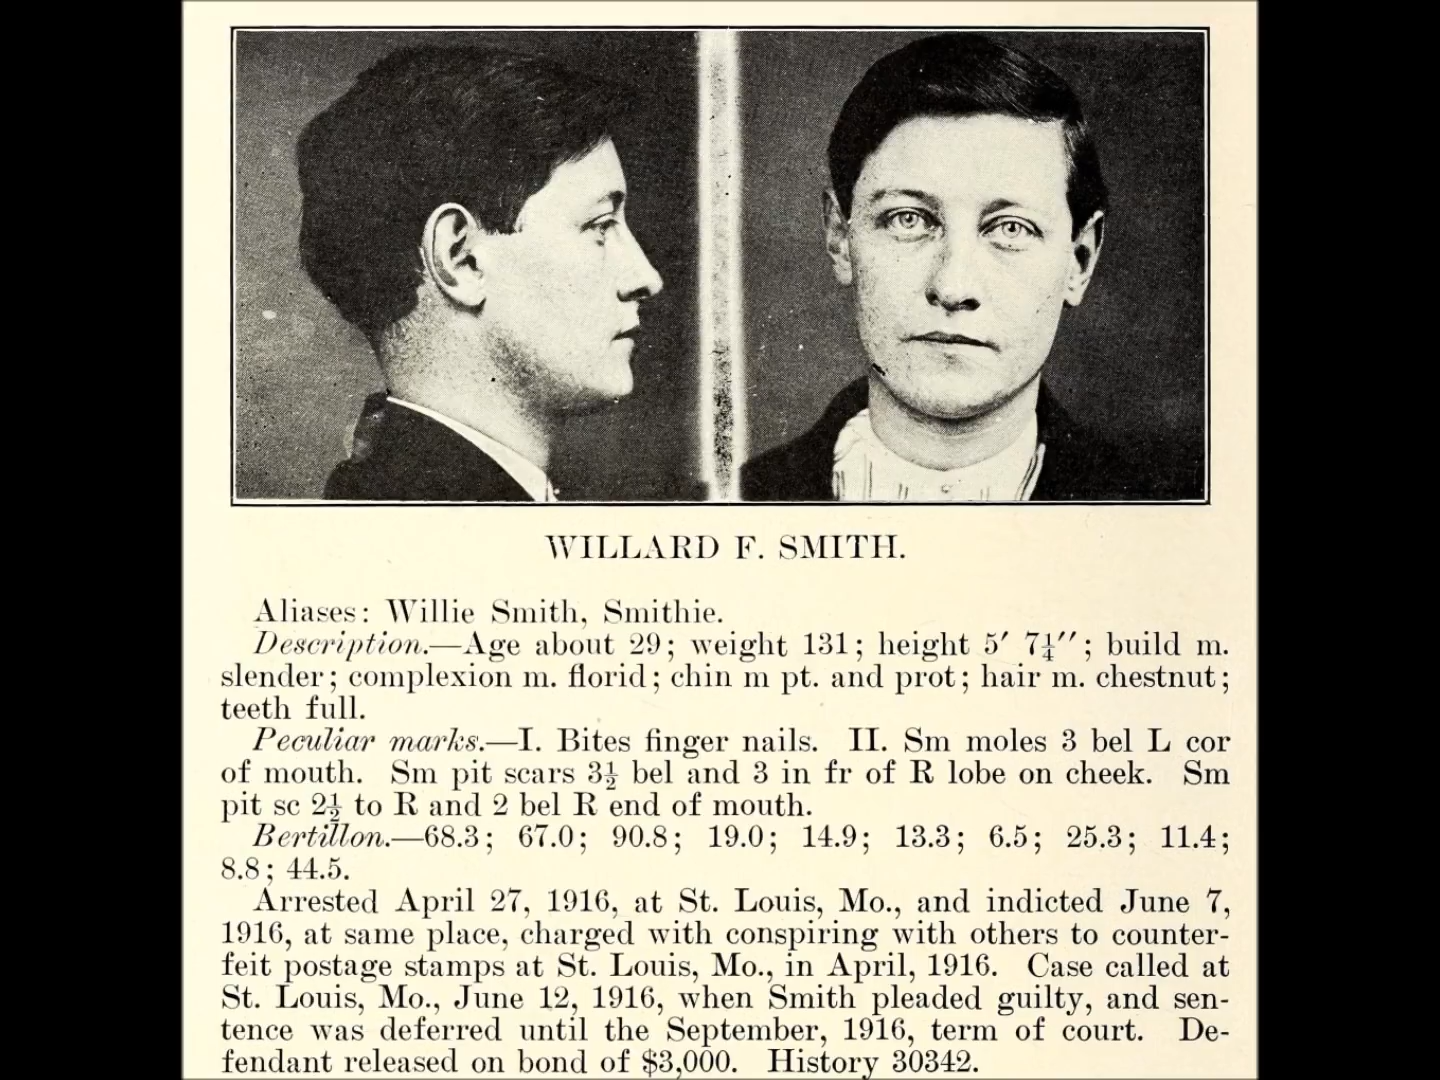 WILLARD F. SMITH.
Aliases: Willie Smith, Smithie.
Description.—Age about 29; weight 131; height 5′ 7¼′′; build m.
slender; complexion m. florid; chin m pt. and prot; hair m. chestnut;
teeth full.
Peculiar marks.—I. Bites finger nails. II. Sm moles 3 bel L cor
of mouth. Sm pit scars 3½ bel and 3 in fr of R lobe on cheek. Sm
pit sc 2½ to R and 2 bel R end of mouth.
Bertillon.—68.3; 67.0; 90.8; 19.0; 14.9; 13.3; 6.5; 25.3; 11.4;
8.8; 44.5.
Arrested April 27, 1916, at St. Louis, Mo., and indicted June 7,
1916, at same place, charged with conspiring with others to counter-
feit postage stamps at St. Louis, Mo., in April, 1916. Case called at
St. Louis, Mo., June 12, 1916, when Smith pleaded guilty, and sen-
tence was deferred until the September, 1916, term of court. De-
fendant released on bond of $3,000. History 30342.